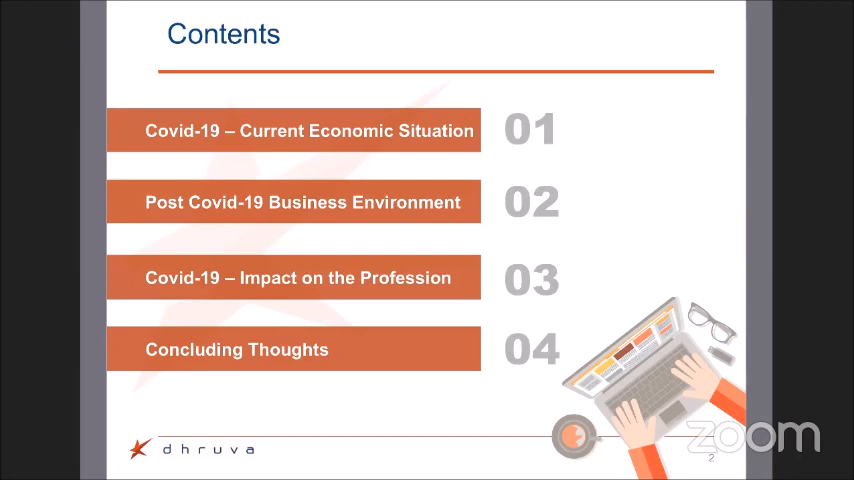 Contents
Covid-19 – Current Economic Situation 01
Post Covid-19 Business Environment 02
Covid-19 – Impact on the Profession 03
Concluding Thoughts 04
dhruva
zoom
2